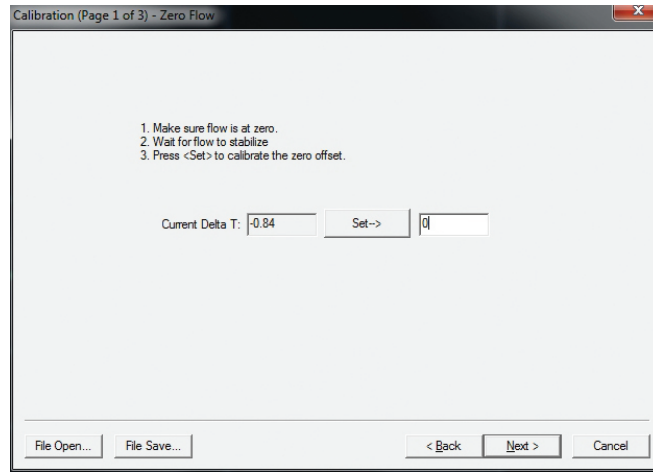 Calibration (Page 1 of 3) - Zero Flow
X
1. Make sure flow is at zero.
2. Wait for flow to stabilize
3. Press <Set> to calibrate the zero offset.
Current Delta T: -0.84 Set--> 0
File Open... File Save... < Back Next > Cancel